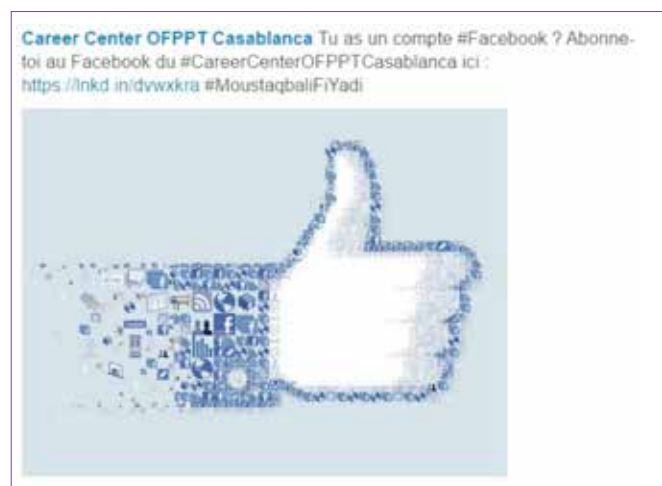 Career Center OFPPT Casablanca Tu as un compte #Facebook ? Abonne-
toi au Facebook du #CareerCenterOFPPTCasablanca ici :
https://lnkd.in/dvwxkra #MoustaqbaliFiYadi